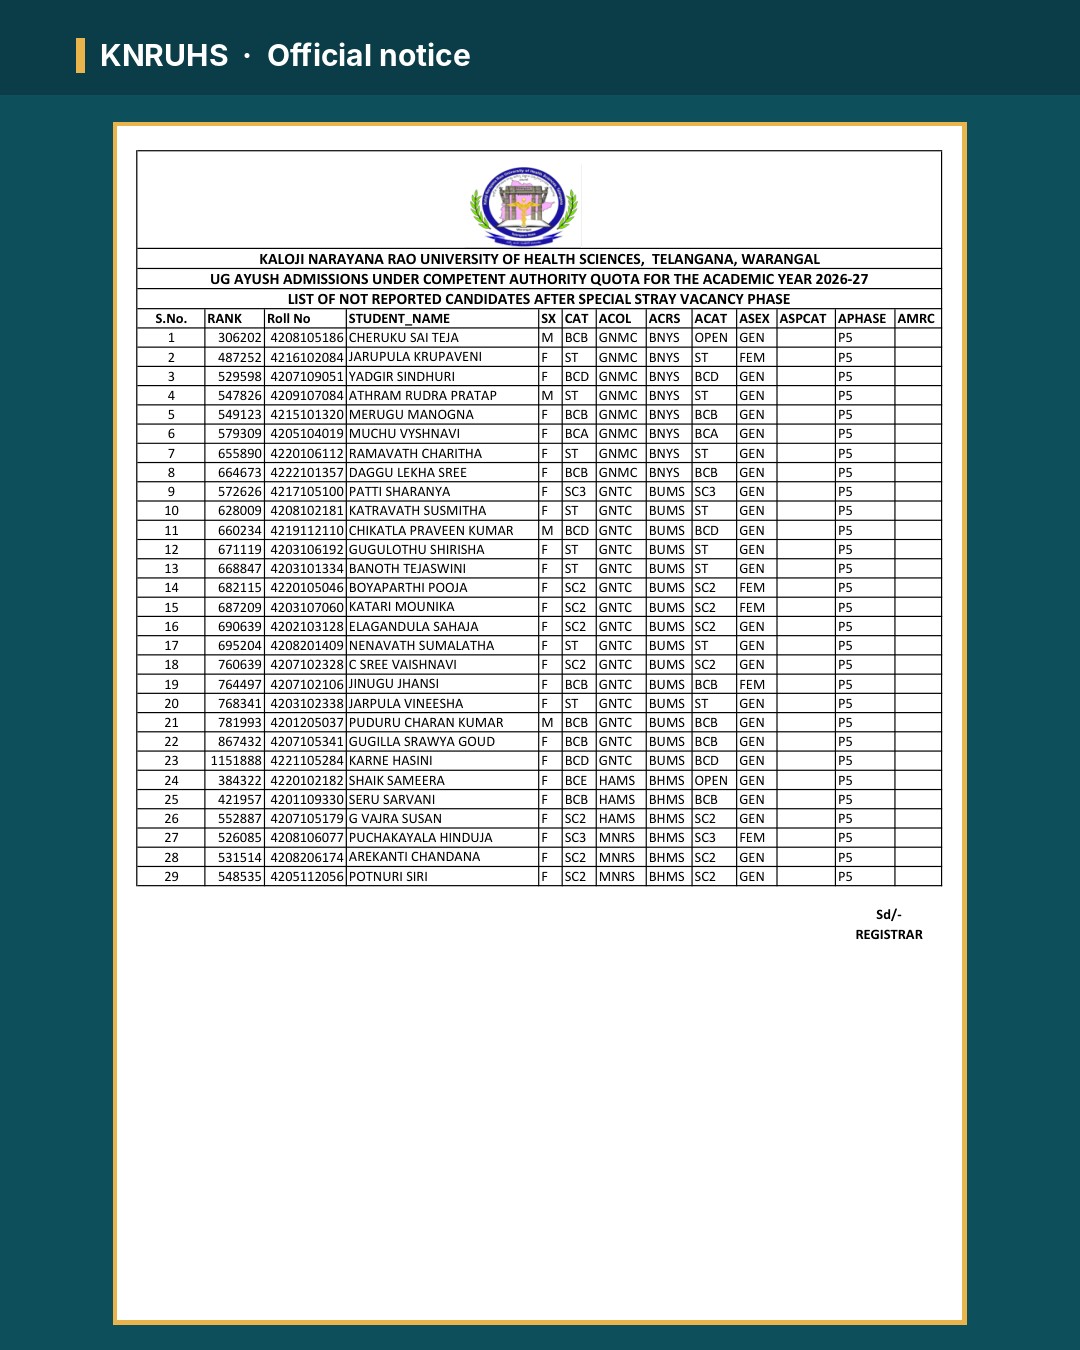 KNRUHS · Official notice
KALOJI NARAYANA RAO UNIVERSITY OF HEALTH SCIENCES, TELANGANA, WARANGAL
UG AYUSH ADMISSIONS UNDER COMPETENT AUTHORITY QUOTA FOR THE ACADEMIC YEAR 2026-27
LIST OF NOT REPORTED CANDIDATES AFTER SPECIAL STRAY VACANCY PHASE
S.No. RANK Roll No STUDENT_NAME SX CAT ACOL ACRS ACAT ASEX ASPCAT APHASE AMRC
1 306202 4208105186 CHERUKU SAI TEJA M BCB GNMC BNYS OPEN GEN P5
2 487252 4216102084 JARUPULA KRUPAVENI F ST GNMC BNYS ST FEM P5
3 529598 4207109051 YADGIR SINDHURI F BCD GNMC BNYS BCD GEN P5
4 547826 4209107084 ATHRAM RUDRA PRATAP M ST GNMC BNYS ST GEN P5
5 549123 4215101320 MERUGU MANOGNA F BCB GNMC BNYS BCB GEN P5
6 579309 4205104019 MUCHU VYSHNAVI F BCA GNMC BNYS BCA GEN P5
7 655890 4220106112 RAMAVATH CHARITHA F ST GNMC BNYS ST GEN P5
8 664673 4222101357 DAGGU LEKHA SREE F BCB GNMC BNYS BCB GEN P5
9 572626 4217105100 PATTI SHARANYA F SC3 GNTC BUMS SC3 GEN P5
10 628009 4208102181 KATRAVATH SUSMITHA F ST GNTC BUMS ST GEN P5
11 660234 4219112110 CHIKATLA PRAVEEN KUMAR M BCD GNTC BUMS BCD GEN P5
12 671119 4203106192 GUGULOTHU SHIRISHA F ST GNTC BUMS ST GEN P5
13 668847 4203101334 BANOTH TEJASWINI F ST GNTC BUMS ST GEN P5
14 682115 4220105046 BOYAPARTHI POOJA F SC2 GNTC BUMS SC2 FEM P5
15 687209 4203107060 KATARI MOUNIKA F SC2 GNTC BUMS SC2 FEM P5
16 690639 4202103128 ELAGANDULA SAHAJA F SC2 GNTC BUMS SC2 GEN P5
17 695204 4208201409 NENAVATH SUMALATHA F ST GNTC BUMS ST GEN P5
18 760639 4207102328 C SREE VAISHNAVI F SC2 GNTC BUMS SC2 GEN P5
19 764497 4207102106 JINUGU JHANSI F BCB GNTC BUMS BCB FEM P5
20 768341 4203102338 JARPULA VINEESHA F ST GNTC BUMS ST GEN P5
21 781993 4201205037 PUDURU CHARAN KUMAR M BCB GNTC BUMS BCB GEN P5
22 867432 4207105341 GUGILLA SRAWYA GOUD F BCB GNTC BUMS BCB GEN P5
23 1151888 4221105284 KARNE HASINI F BCD GNTC BUMS BCD GEN P5
24 384322 4220102182 SHAIK SAMEERA F BCE HAMS BHMS OPEN GEN P5
25 421957 4201109330 SERU SARVANI F BCB HAMS BHMS BCB GEN P5
26 552887 4207105179 G VAJRA SUSAN F SC2 HAMS BHMS SC2 GEN P5
27 526085 4208106077 PUCHAKAYALA HINDUJA F SC3 MNRS BHMS SC3 FEM P5
28 531514 4208206174 AREKANTI CHANDANA F SC2 MNRS BHMS SC2 GEN P5
29 548535 4205112056 POTNURI SIRI F SC2 MNRS BHMS SC2 GEN P5
Sd/-
REGISTRAR